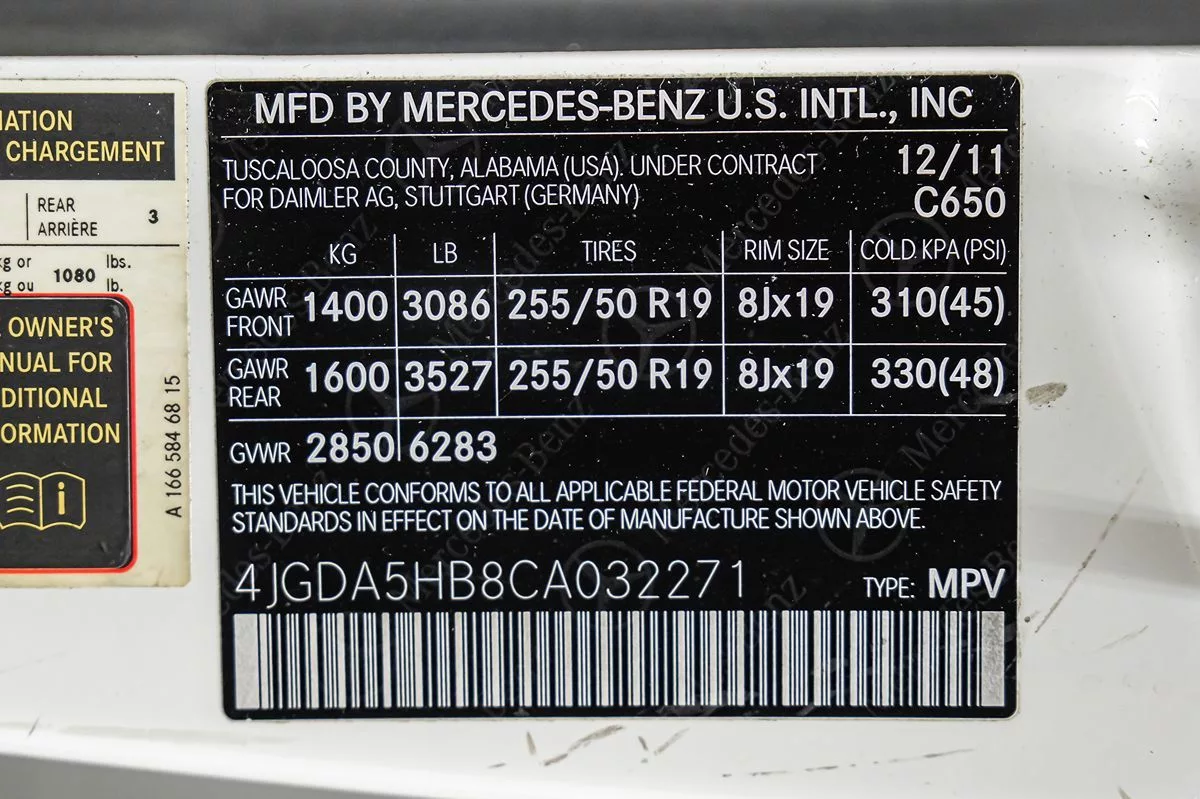 MATION
CHARGEMENT
REAR
ARRIÈRE 3
kg or lbs.
kg ou 1080 lb.
OWNER'S
NUAL FOR
DITIONAL
ORMATION
i
A 166 584 68 15
MFD BY MERCEDES-BENZ U.S. INTL., INC
TUSCALOOSA COUNTY, ALABAMA (USA). UNDER CONTRACT 12/11
FOR DAIMLER AG, STUTTGART (GERMANY) C650
KG LB TIRES RIM SIZE COLD KPA (PSI)
GAWR FRONT 1400 3086 255/50 R19 8Jx19 310(45)
GAWR REAR 1600 3527 255/50 R19 8Jx19 330(48)
GVWR 2850 6283
THIS VEHICLE CONFORMS TO ALL APPLICABLE FEDERAL MOTOR VEHICLE SAFETY
STANDARDS IN EFFECT ON THE DATE OF MANUFACTURE SHOWN ABOVE.
4JGDA5HB8CA032271 TYPE: MPV